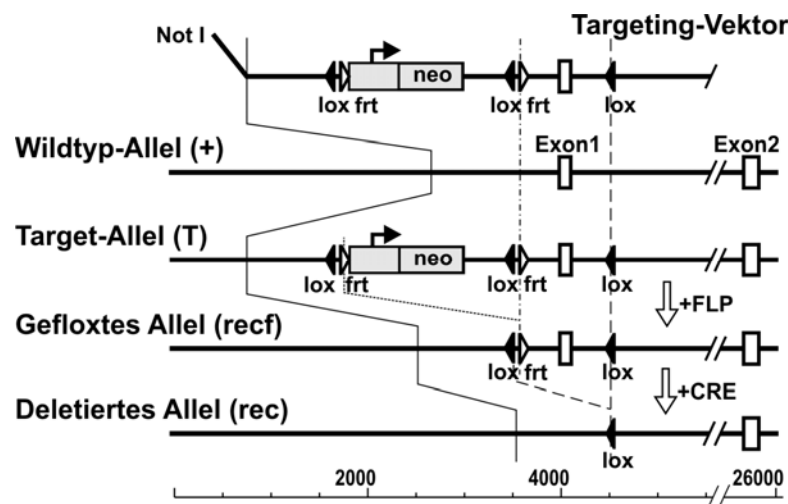 Targeting-Vektor
Not I
neo
lox frt lox frt lox
Wildtyp-Allel (+) Exon1 Exon2
Target-Allel (T)
neo
lox frt lox frt lox
+FLP
Gefloxtes Allel (recf)
lox frt lox
+CRE
Deletiertes Allel (rec)
lox
2000 4000 26000